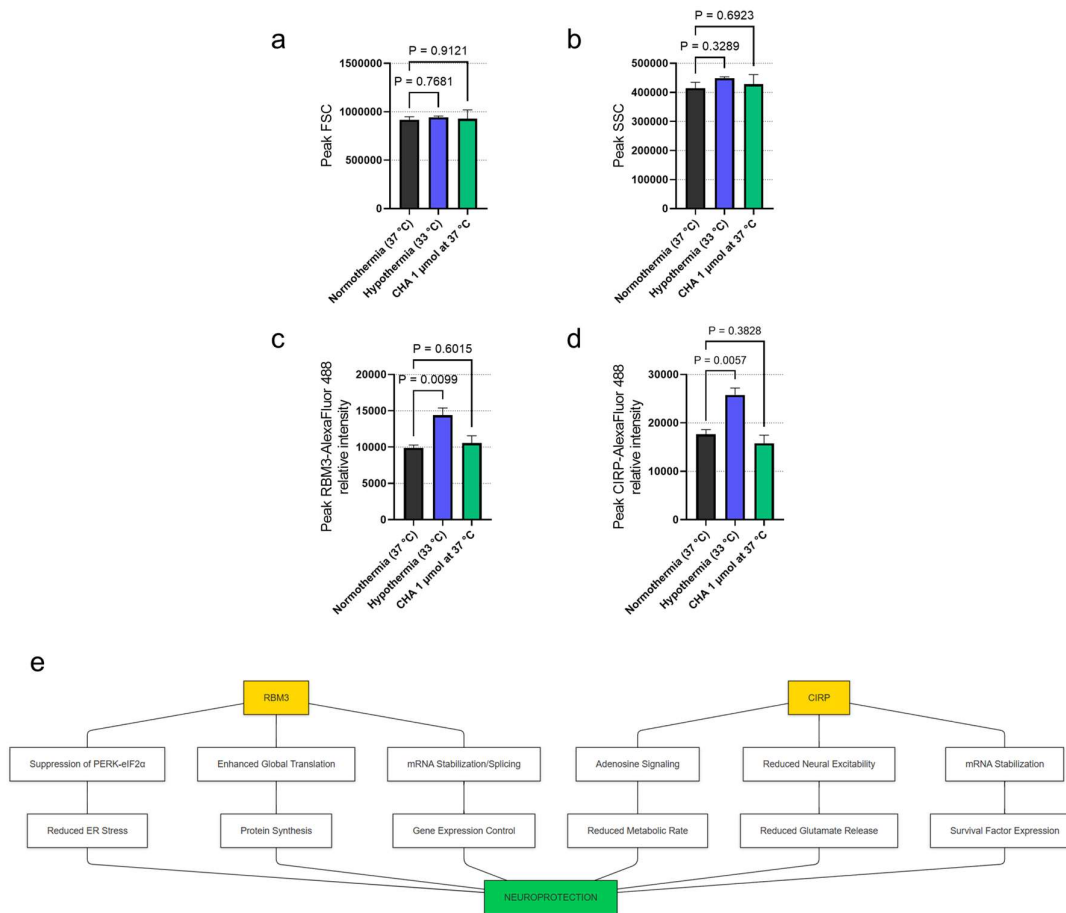 a
P = 0.9121
P = 0.7681
Peak FSC
1500000
1000000
500000
0
Normothermia (37 °C)
Hypothermia (33 °C)
CHA 1 µmol at 37 °C
b
P = 0.6923
P = 0.3289
Peak SSC
500000
400000
300000
200000
100000
0
Normothermia (37 °C)
Hypothermia (33 °C)
CHA 1 µmol at 37 °C
c
P = 0.6015
P = 0.0099
Peak RBM3-AlexaFluor 488
relative intensity
20000
15000
10000
5000
0
Normothermia (37 °C)
Hypothermia (33 °C)
CHA 1 µmol at 37 °C
d
P = 0.3828
P = 0.0057
Peak CIRP-AlexaFluor 488
relative intensity
30000
20000
10000
0
Normothermia (37 °C)
Hypothermia (33 °C)
CHA 1 µmol at 37 °C
e
RBM3
CIRP
Suppression of PERK-eIF2α
Enhanced Global Translation
mRNA Stabilization/Splicing
Adenosine Signaling
Reduced Neural Excitability
mRNA Stabilization
Reduced ER Stress
Protein Synthesis
Gene Expression Control
Reduced Metabolic Rate
Reduced Glutamate Release
Survival Factor Expression
NEUROPROTECTION